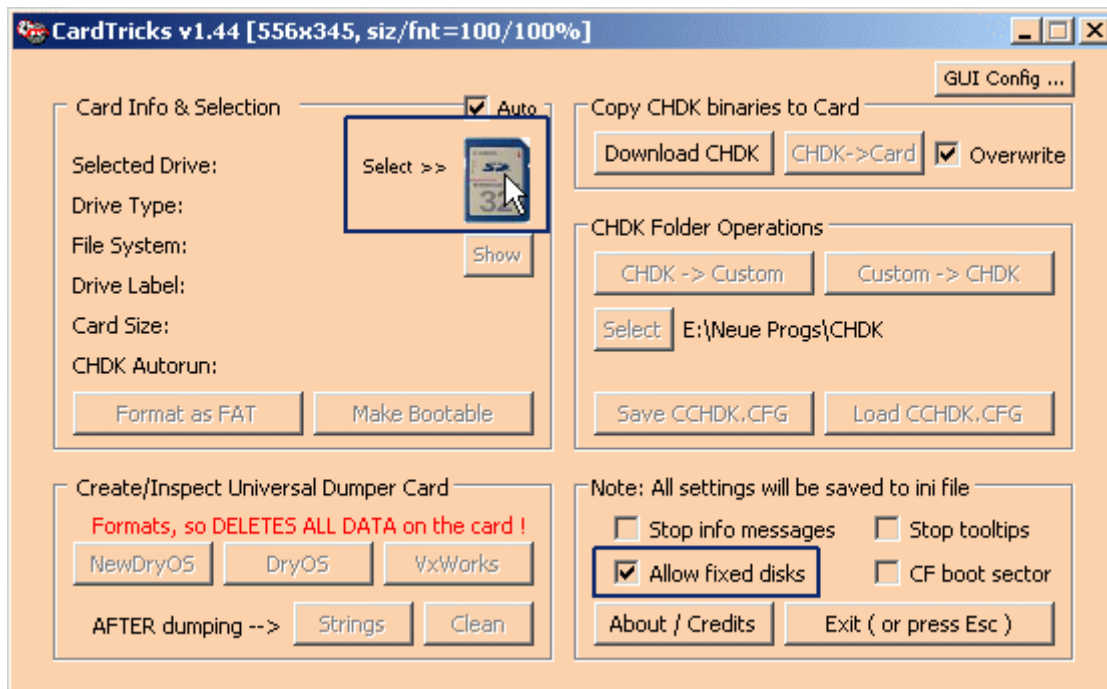 CardTricks v1.44 [556x345, siz/fnt=100/100%]
GUI Config ...
Card Info & Selection
Auto
Selected Drive:
Select >>
SD
32
Drive Type:
File System:
Show
Drive Label:
Card Size:
CHDK Autorun:
Format as FAT
Make Bootable
Copy CHDK binaries to Card
Download CHDK
CHDK->Card
Overwrite
CHDK Folder Operations
CHDK -> Custom
Custom -> CHDK
Select
E:\Neue Progs\CHDK
Save CCHDK.CFG
Load CCHDK.CFG
Create/Inspect Universal Dumper Card
Formats, so DELETES ALL DATA on the card !
NewDryOS
DryOS
VxWorks
AFTER dumping -->
Strings
Clean
Note: All settings will be saved to ini file
Stop info messages
Stop tooltips
Allow fixed disks
CF boot sector
About / Credits
Exit ( or press Esc )